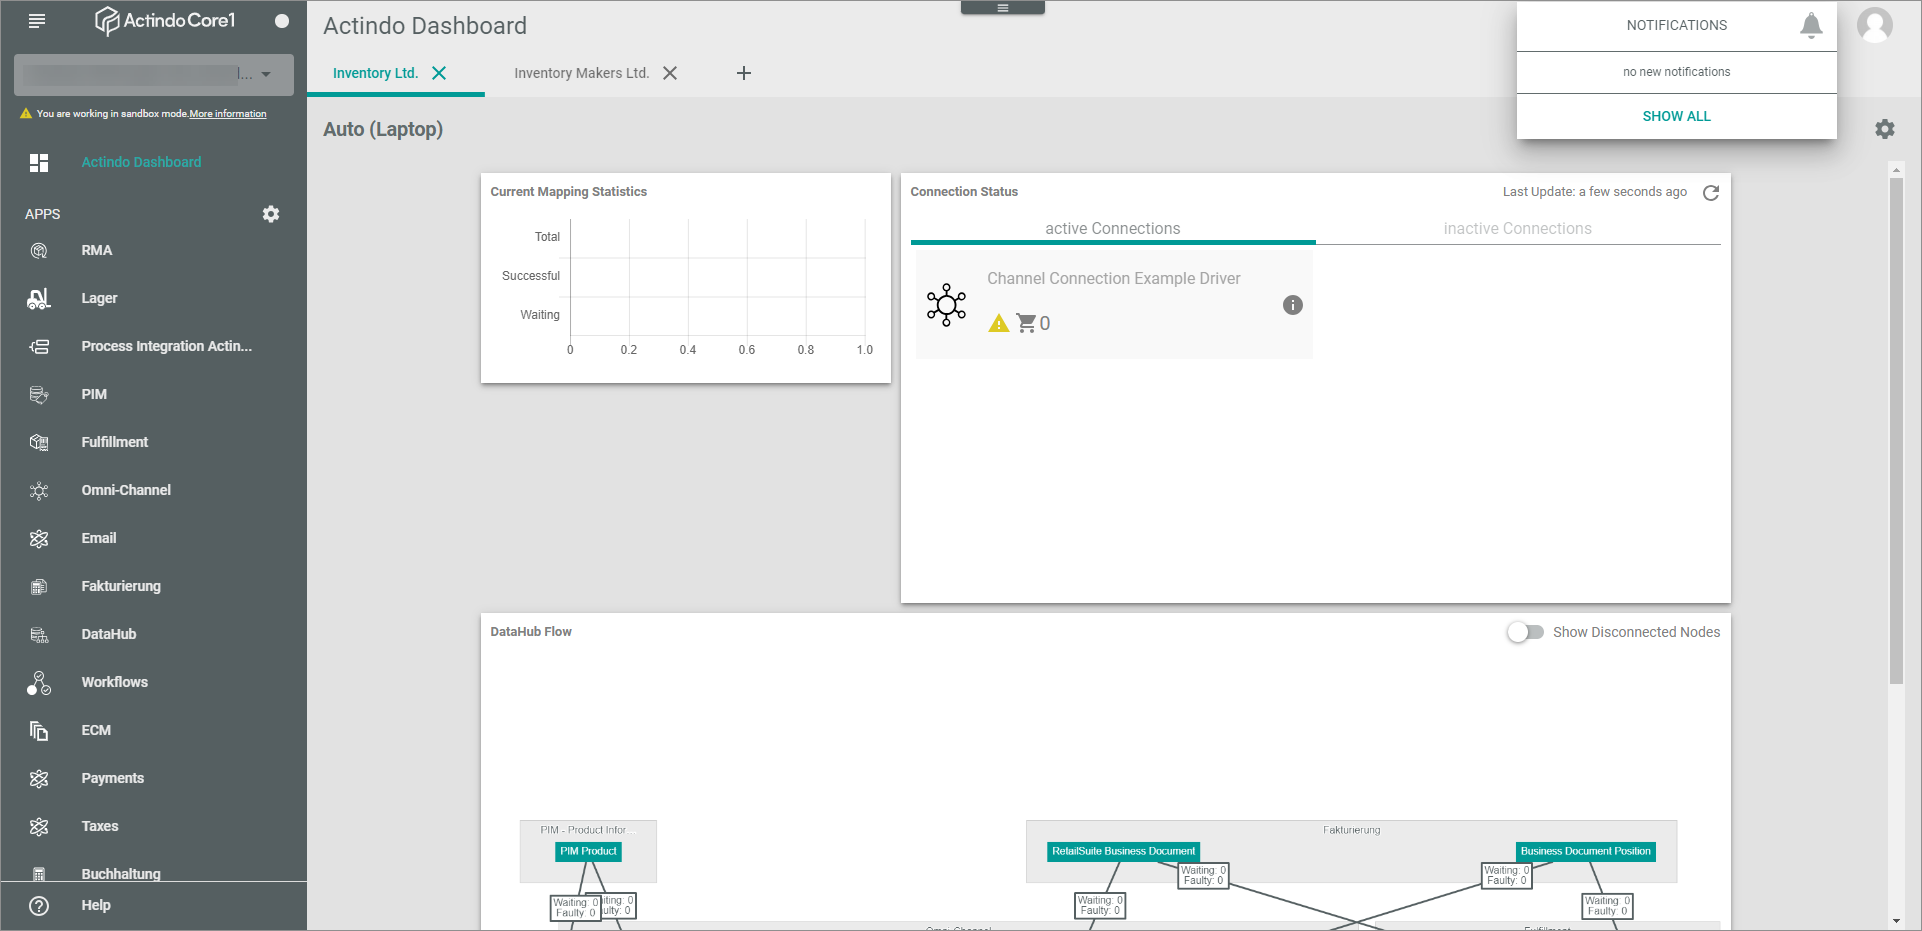 Actindo Core1
l...
You are working in sandbox mode.More information
Actindo Dashboard
APPS
RMA
Lager
Process Integration Actin...
PIM
Fulfillment
Omni-Channel
Email
Fakturierung
DataHub
Workflows
ECM
Payments
Taxes
Buchhaltung
Help
Actindo Dashboard
Inventory Ltd.
Inventory Makers Ltd.
NOTIFICATIONS
no new notifications
SHOW ALL
Auto (Laptop)
Current Mapping Statistics
Total
Successful
Waiting
0 0.2 0.4 0.6 0.8 1.0
Connection Status
Last Update: a few seconds ago
active Connections
inactive Connections
Channel Connection Example Driver
0
DataHub Flow
Show Disconnected Nodes
PIM - Product Infor...
PIM Product
Waiting: 0
Faulty: 0
iting: 0
ulty: 0
Fakturierung
RetailSuite Business Document
Business Document Position
Waiting: 0
Faulty: 0
Waiting: 0
Faulty: 0
Waiting: 0
Faulty: 0
Waiting: 0
Faulty: 0
Omni-Channel
Fulfillment